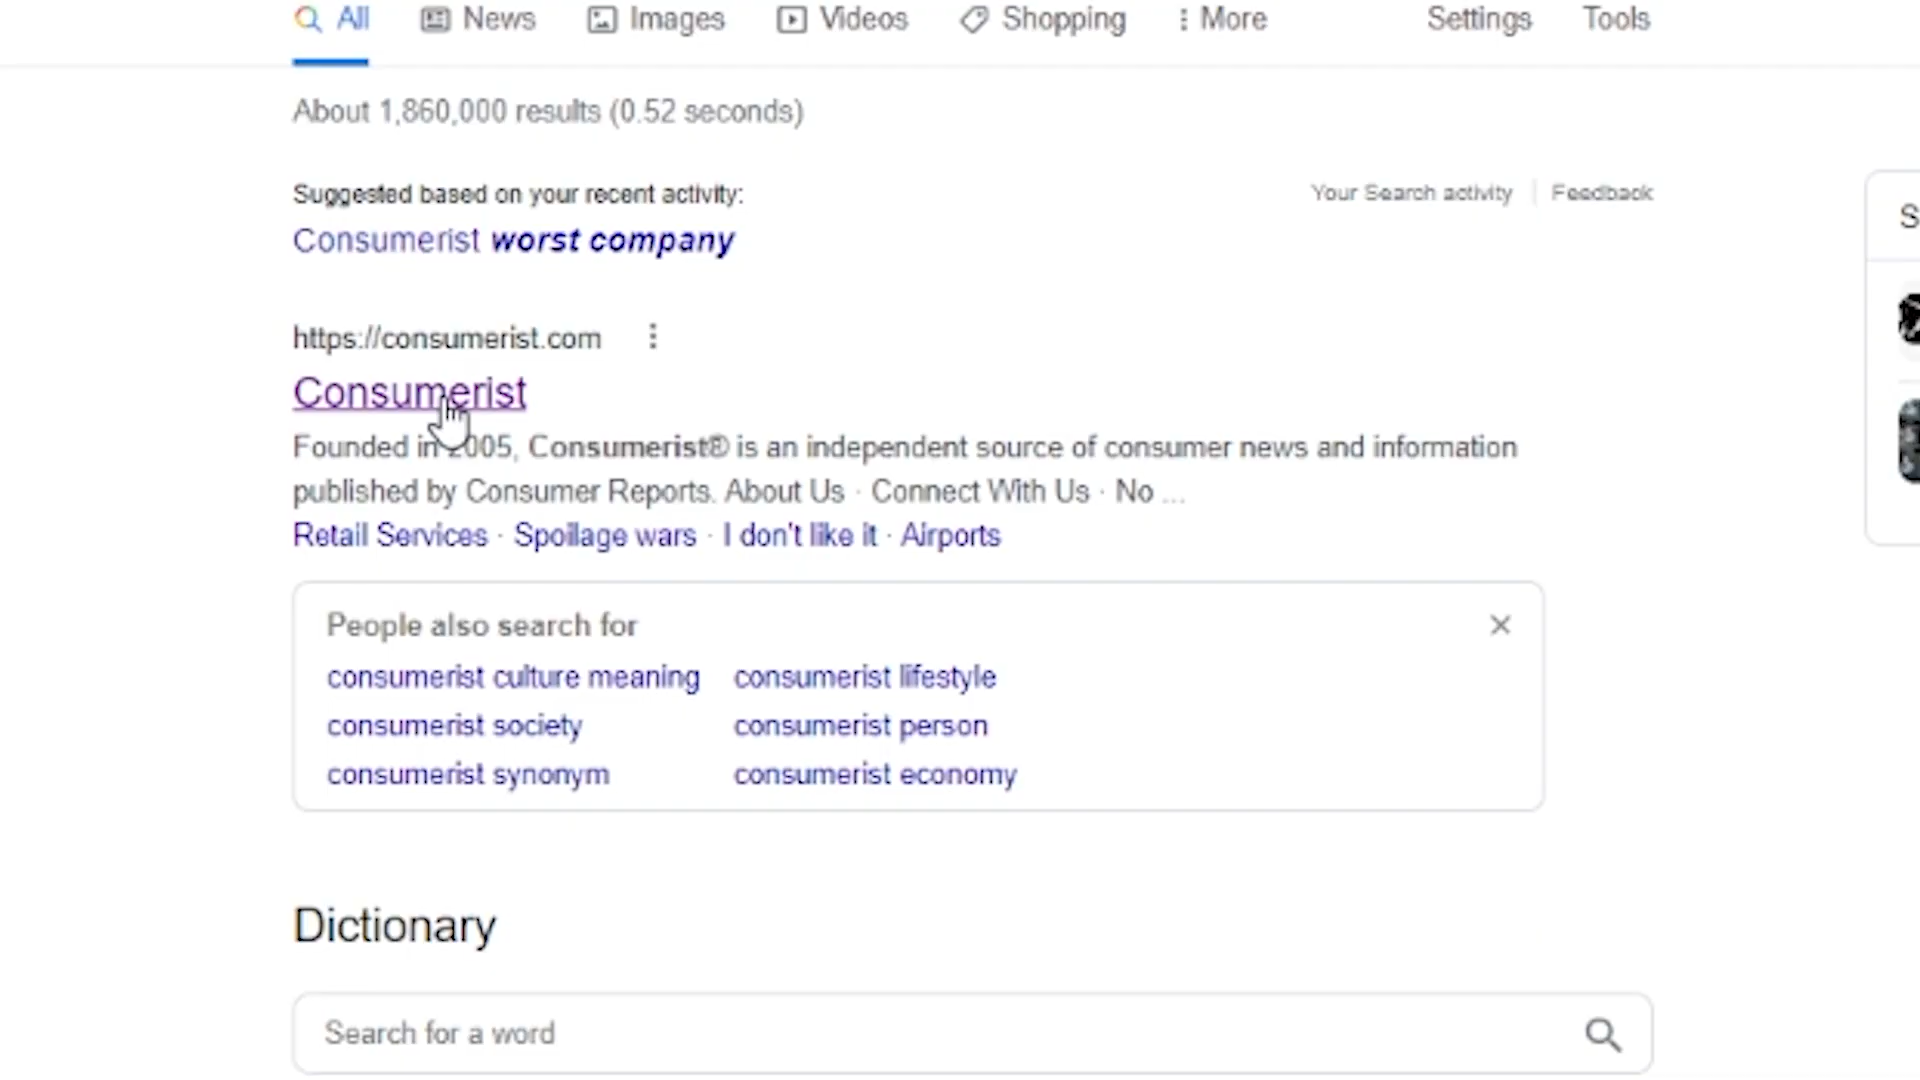 All News Images Videos Shopping More Settings Tools
About 1,860,000 results (0.52 seconds)
Suggested based on your recent activity: Your Search activity Feedback
Consumerist worst company
https://consumerist.com
Consumerist
Founded in 2005, Consumerist® is an independent source of consumer news and information
published by Consumer Reports. About Us · Connect With Us · No ...
Retail Services · Spoilage wars · I don't like it · Airports
People also search for
consumerist culture meaning consumerist lifestyle
consumerist society consumerist person
consumerist synonym consumerist economy
Dictionary
Search for a word